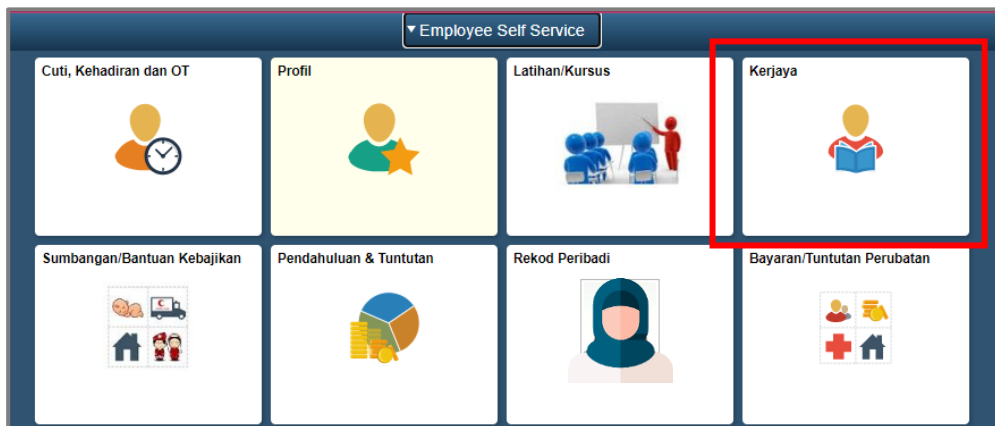 Employee Self Service
Cuti, Kehadiran dan OT
Profil
Latihan/Kursus
Kerjaya
Sumbangan/Bantuan Kebajikan
Pendahuluan & Tuntutan
Rekod Peribadi
Bayaran/Tuntutan Perubatan